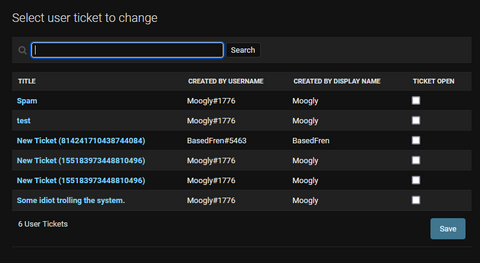 Select user ticket to change
Search
TITLE CREATED BY USERNAME CREATED BY DISPLAY NAME TICKET OPEN
Spam Moogly#1776 Moogly
test Moogly#1776 Moogly
New Ticket (814241710438744084) BasedFren#5463 BasedFren
New Ticket (155183973448810496) Moogly#1776 Moogly
New Ticket (155183973448810496) Moogly#1776 Moogly
Some idiot trolling the system. Moogly#1776 Moogly
6 User Tickets
Save